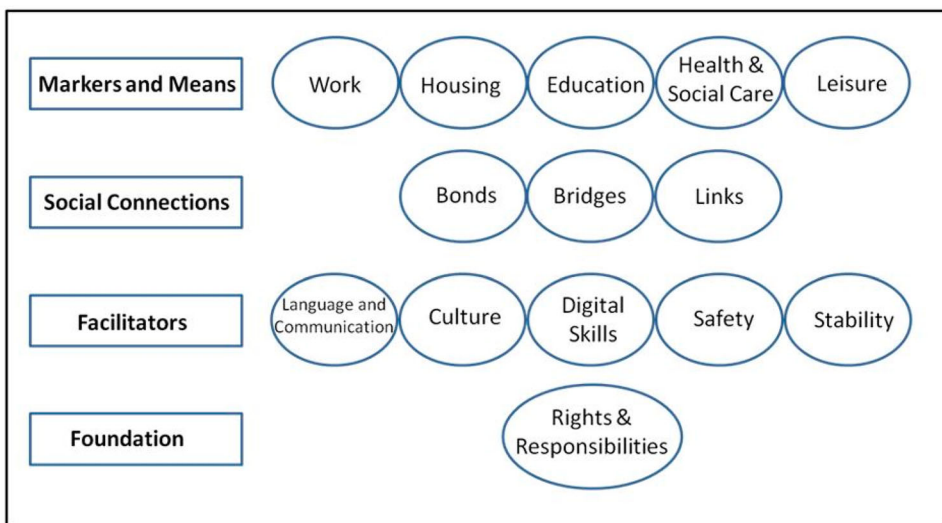 Markers and Means
Work
Housing
Education
Health &
Social Care
Leisure
Social Connections
Bonds
Bridges
Links
Facilitators
Language and
Communication
Culture
Digital
Skills
Safety
Stability
Foundation
Rights &
Responsibilities